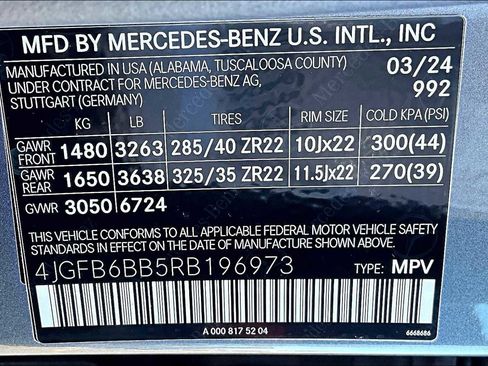 MFD BY MERCEDES-BENZ U.S. INTL., INC
MANUFACTURED IN USA (ALABAMA, TUSCALOOSA COUNTY) 03/24
UNDER CONTRACT FOR MERCEDES-BENZ AG, 992
STUTTGART (GERMANY)
KG LB TIRES RIM SIZE COLD KPA (PSI)
GAWR FRONT 1480 3263 285/40 ZR22 10Jx22 300(44)
GAWR REAR 1650 3638 325/35 ZR22 11.5Jx22 270(39)
GVWR 3050 6724
THIS VEHICLE CONFORMS TO ALL APPLICABLE FEDERAL MOTOR VEHICLE SAFETY
STANDARDS IN EFFECT ON THE DATE OF MANUFACTURE SHOWN ABOVE.
4JGFB6BB5RB196973 TYPE: MPV
A 000 817 52 04 6668686